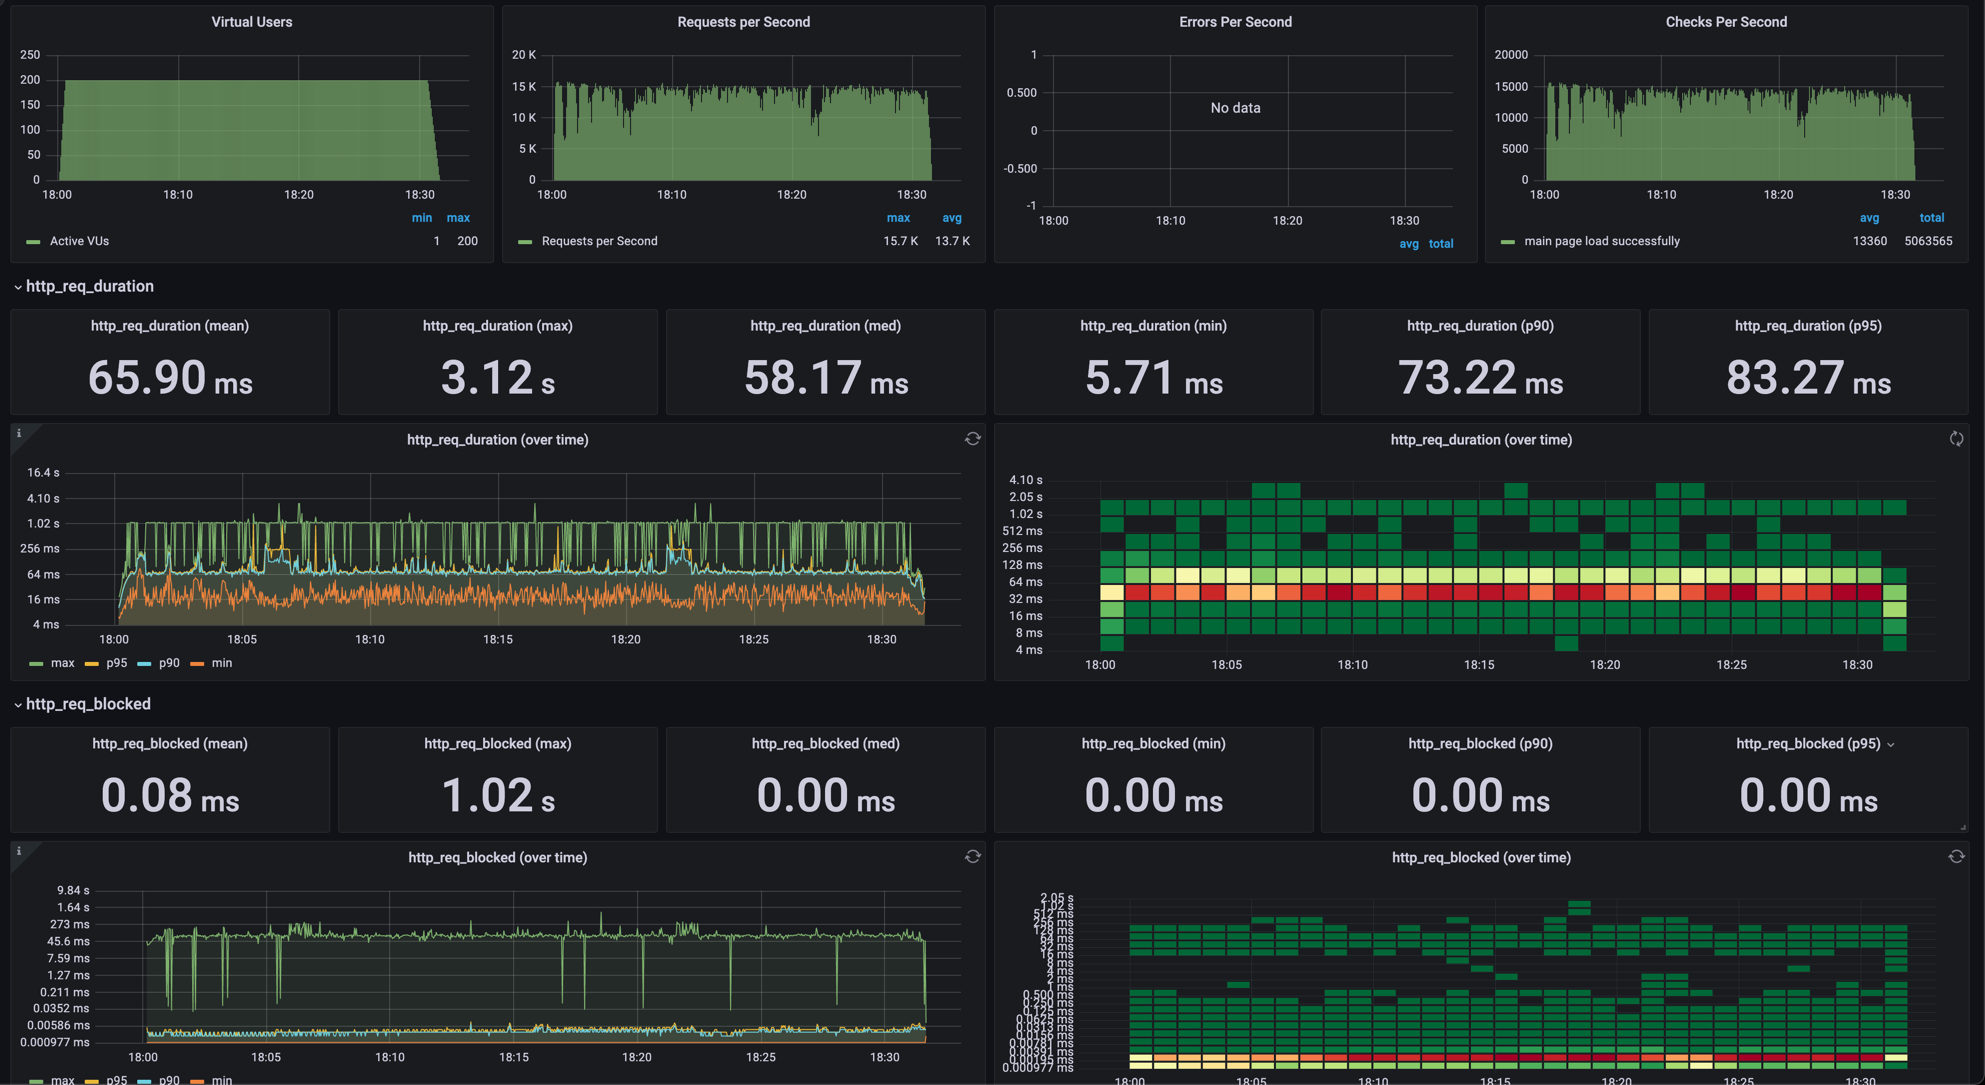 Virtual Users
250
200
150
100
50
0
18:00 18:10 18:20 18:30
min max
Active VUs 1 200
Requests per Second
20 K
15 K
10 K
5 K
0
18:00 18:10 18:20 18:30
max avg
Requests per Second 15.7 K 13.7 K
Errors Per Second
1
0.500
0
-0.500
-1
No data
18:00 18:10 18:20 18:30
avg total
Checks Per Second
20000
15000
10000
5000
0
18:00 18:10 18:20 18:30
avg total
main page load successfully 13360 5063565
http_req_duration
http_req_duration (mean)
65.90 ms
http_req_duration (max)
3.12 s
http_req_duration (med)
58.17 ms
http_req_duration (min)
5.71 ms
http_req_duration (p90)
73.22 ms
http_req_duration (p95)
83.27 ms
i
http_req_duration (over time)
16.4 s
4.10 s
1.02 s
256 ms
64 ms
16 ms
4 ms
18:00 18:05 18:10 18:15 18:20 18:25 18:30
max p95 p90 min
http_req_duration (over time)
4.10 s
2.05 s
1.02 s
512 ms
256 ms
128 ms
64 ms
32 ms
16 ms
8 ms
4 ms
18:00 18:05 18:10 18:15 18:20 18:25 18:30
http_req_blocked
http_req_blocked (mean)
0.08 ms
http_req_blocked (max)
1.02 s
http_req_blocked (med)
0.00 ms
http_req_blocked (min)
0.00 ms
http_req_blocked (p90)
0.00 ms
http_req_blocked (p95)
0.00 ms
i
http_req_blocked (over time)
9.84 s
1.64 s
273 ms
45.6 ms
7.59 ms
1.27 ms
0.211 ms
0.0352 ms
0.00586 ms
0.000977 ms
18:00 18:05 18:10 18:15 18:20 18:25 18:30
max p95 p90 min
http_req_blocked (over time)
2.05 s
1.02 s
512 ms
256 ms
128 ms
64 ms
32 ms
16 ms
8 ms
4 ms
2 ms
1 ms
0.500 ms
0.250 ms
0.125 ms
0.0625 ms
0.0313 ms
0.0156 ms
0.00781 ms
0.00391 ms
0.00195 ms
0.000977 ms
18:00 18:05 18:10 18:15 18:20 18:25 18:30